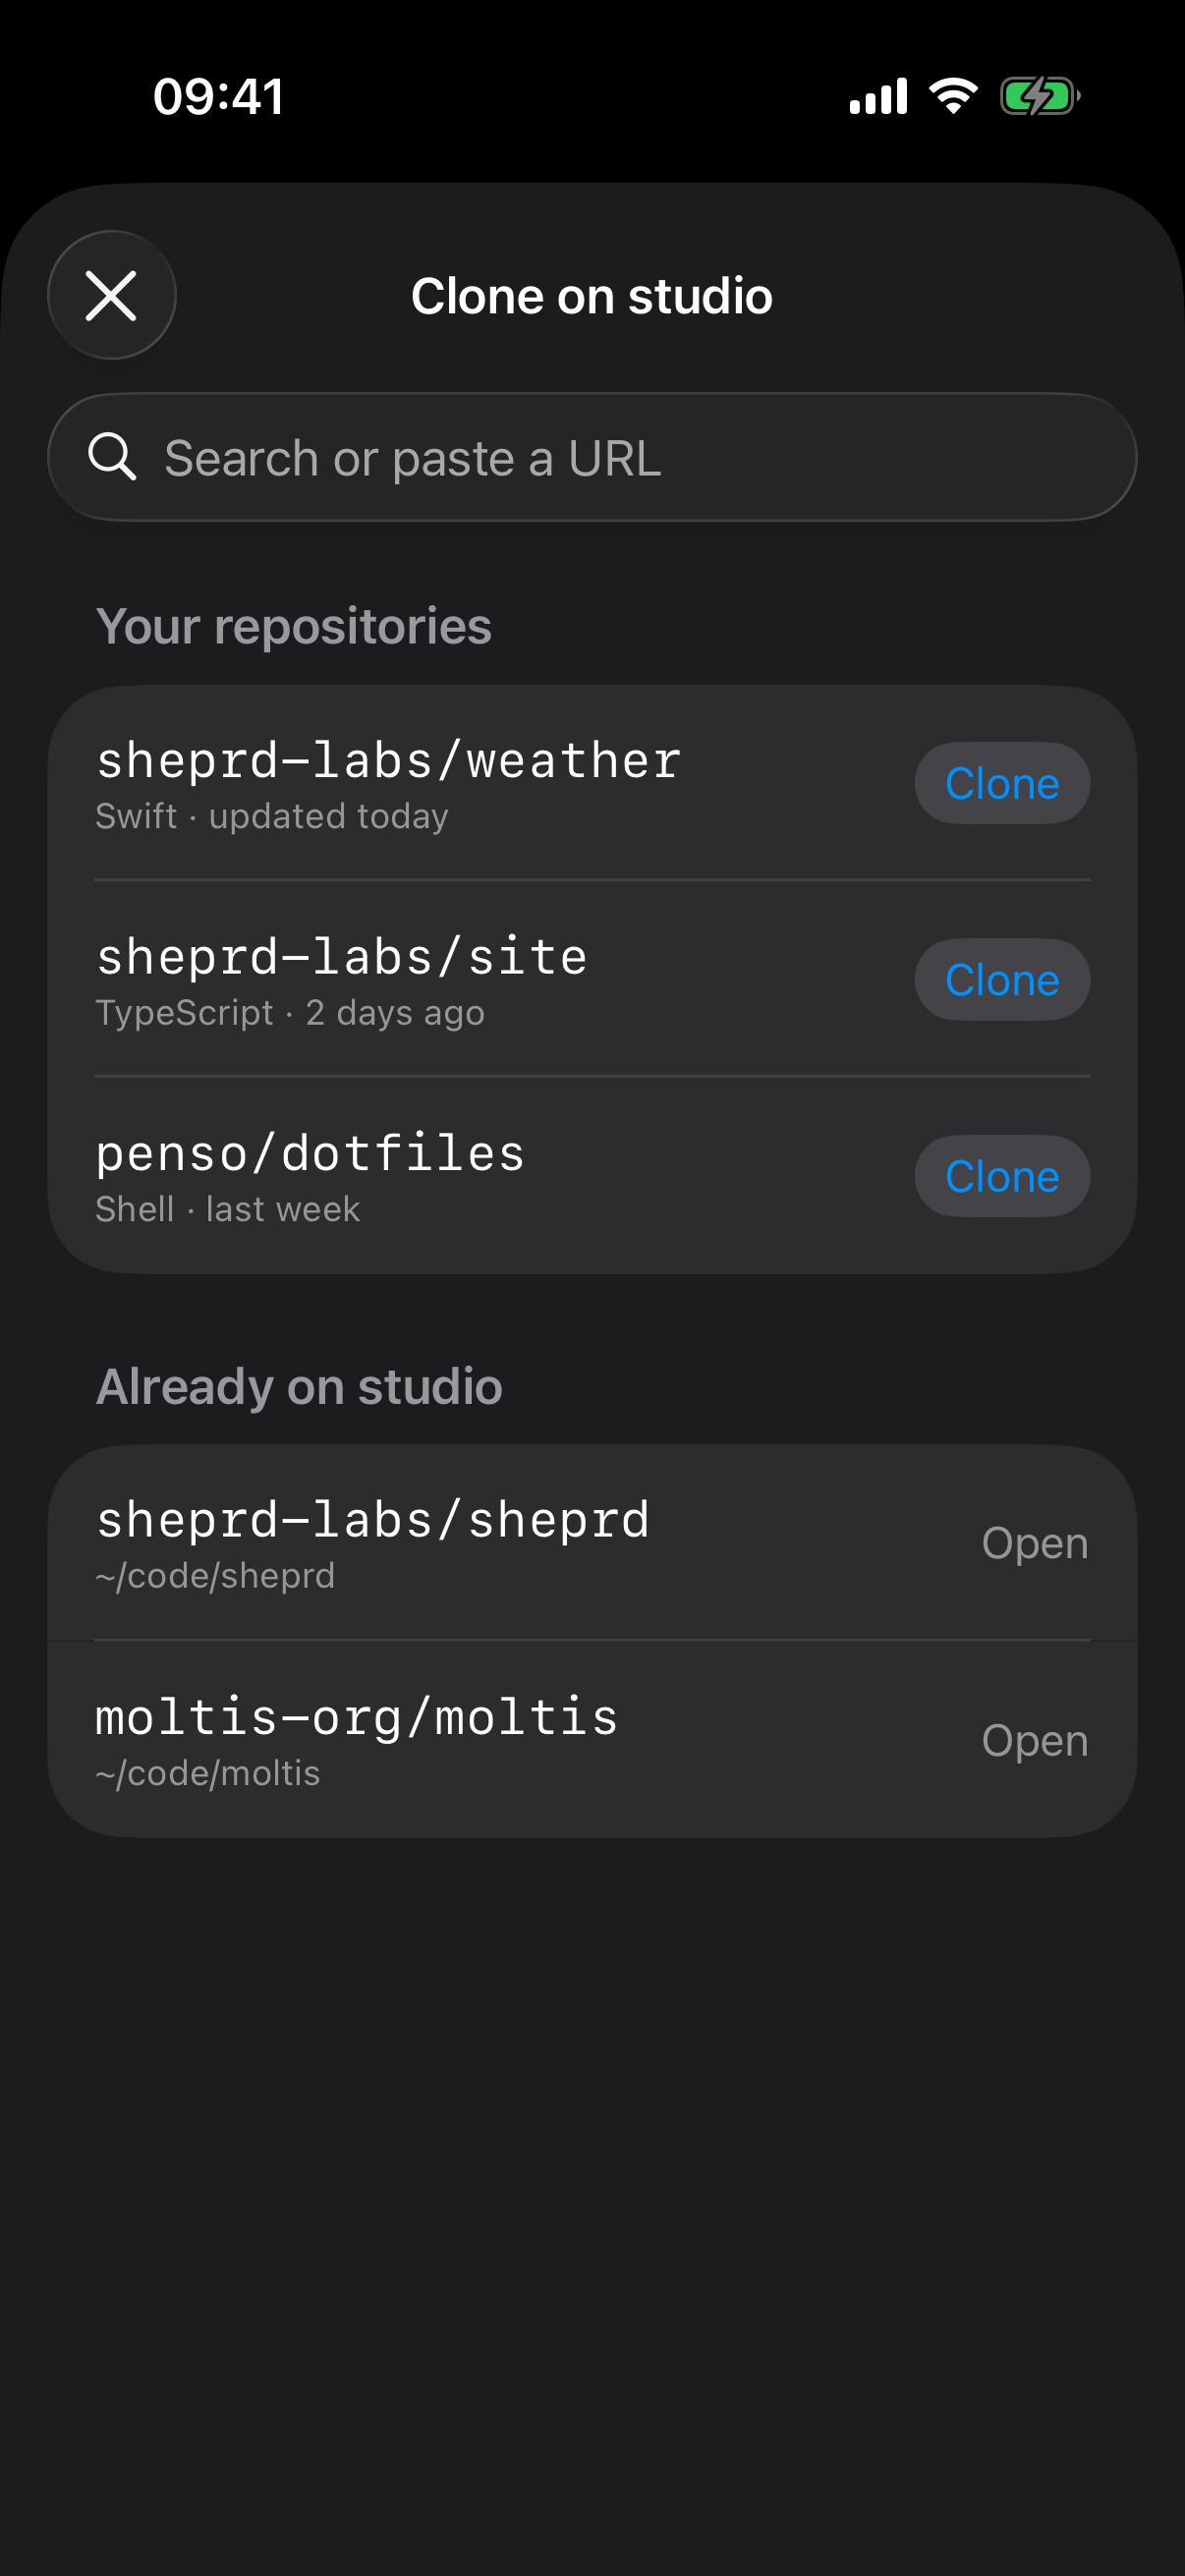 09:41
Clone on studio
Search or paste a URL
Your repositories
sheprd-labs/weather
Swift · updated today
Clone
sheprd-labs/site
TypeScript · 2 days ago
Clone
penso/dotfiles
Shell · last week
Clone
Already on studio
sheprd-labs/sheprd
~/code/sheprd
Open
moltis-org/moltis
~/code/moltis
Open